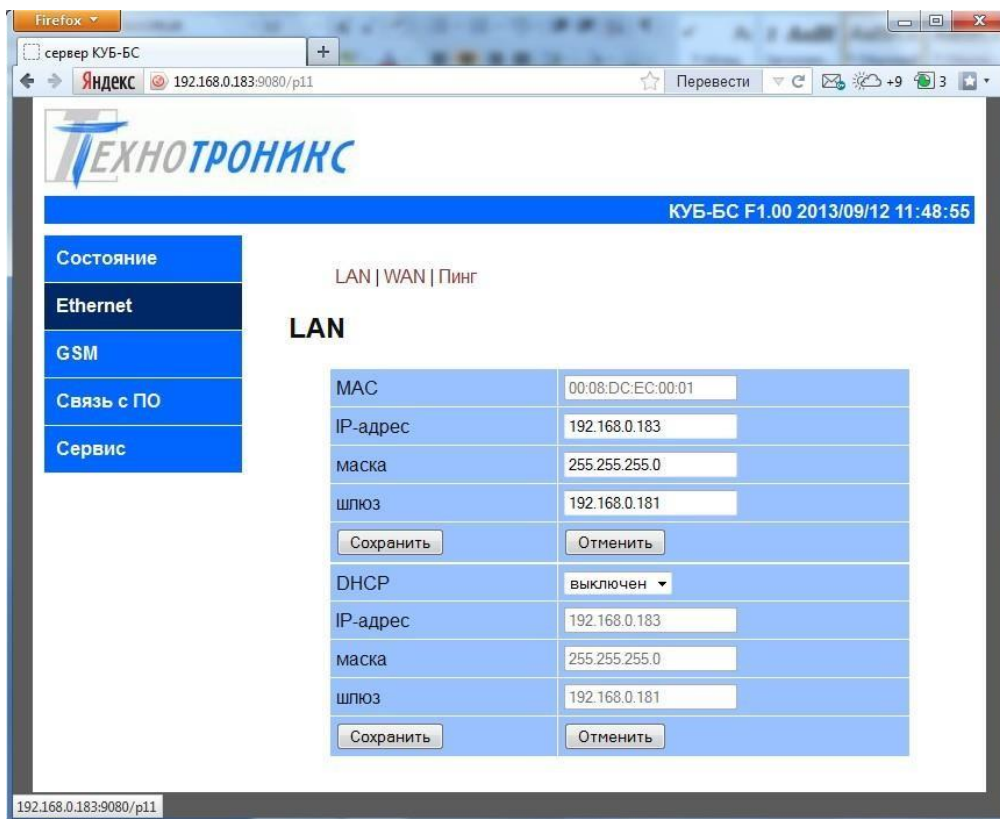 Firefox
сервер КУБ-БС
+
Яндекс 192.168.0.183:9080/p11 Перевести +9 3
ТЕХНОТРОНИКС
КУБ-БС F1.00 2013/09/12 11:48:55
Состояние
Ethernet
GSM
Связь с ПО
Сервис
LAN | WAN | Пинг
LAN
MAC 00:08:DC:EC:00:01
IP-адрес 192.168.0.183
маска 255.255.255.0
шлюз 192.168.0.181
Сохранить Отменить
DHCP выключен
IP-адрес 192.168.0.183
маска 255.255.255.0
шлюз 192.168.0.181
Сохранить Отменить
192.168.0.183:9080/p11